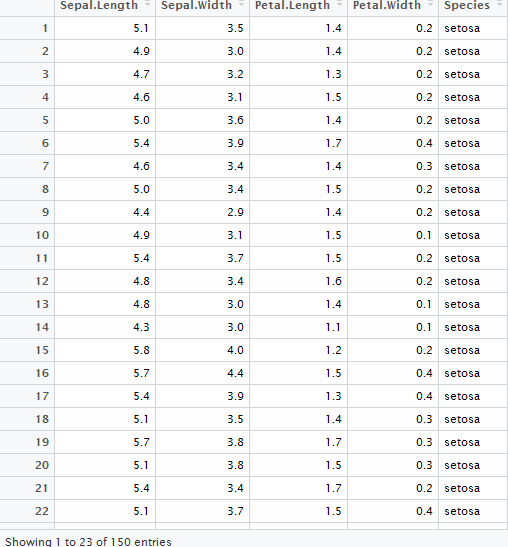 Sepal.Length Sepal.Width Petal.Length Petal.Width Species
1 5.1 3.5 1.4 0.2 setosa
2 4.9 3.0 1.4 0.2 setosa
3 4.7 3.2 1.3 0.2 setosa
4 4.6 3.1 1.5 0.2 setosa
5 5.0 3.6 1.4 0.2 setosa
6 5.4 3.9 1.7 0.4 setosa
7 4.6 3.4 1.4 0.3 setosa
8 5.0 3.4 1.5 0.2 setosa
9 4.4 2.9 1.4 0.2 setosa
10 4.9 3.1 1.5 0.1 setosa
11 5.4 3.7 1.5 0.2 setosa
12 4.8 3.4 1.6 0.2 setosa
13 4.8 3.0 1.4 0.1 setosa
14 4.3 3.0 1.1 0.1 setosa
15 5.8 4.0 1.2 0.2 setosa
16 5.7 4.4 1.5 0.4 setosa
17 5.4 3.9 1.3 0.4 setosa
18 5.1 3.5 1.4 0.3 setosa
19 5.7 3.8 1.7 0.3 setosa
20 5.1 3.8 1.5 0.3 setosa
21 5.4 3.4 1.7 0.2 setosa
22 5.1 3.7 1.5 0.4 setosa
Showing 1 to 23 of 150 entries